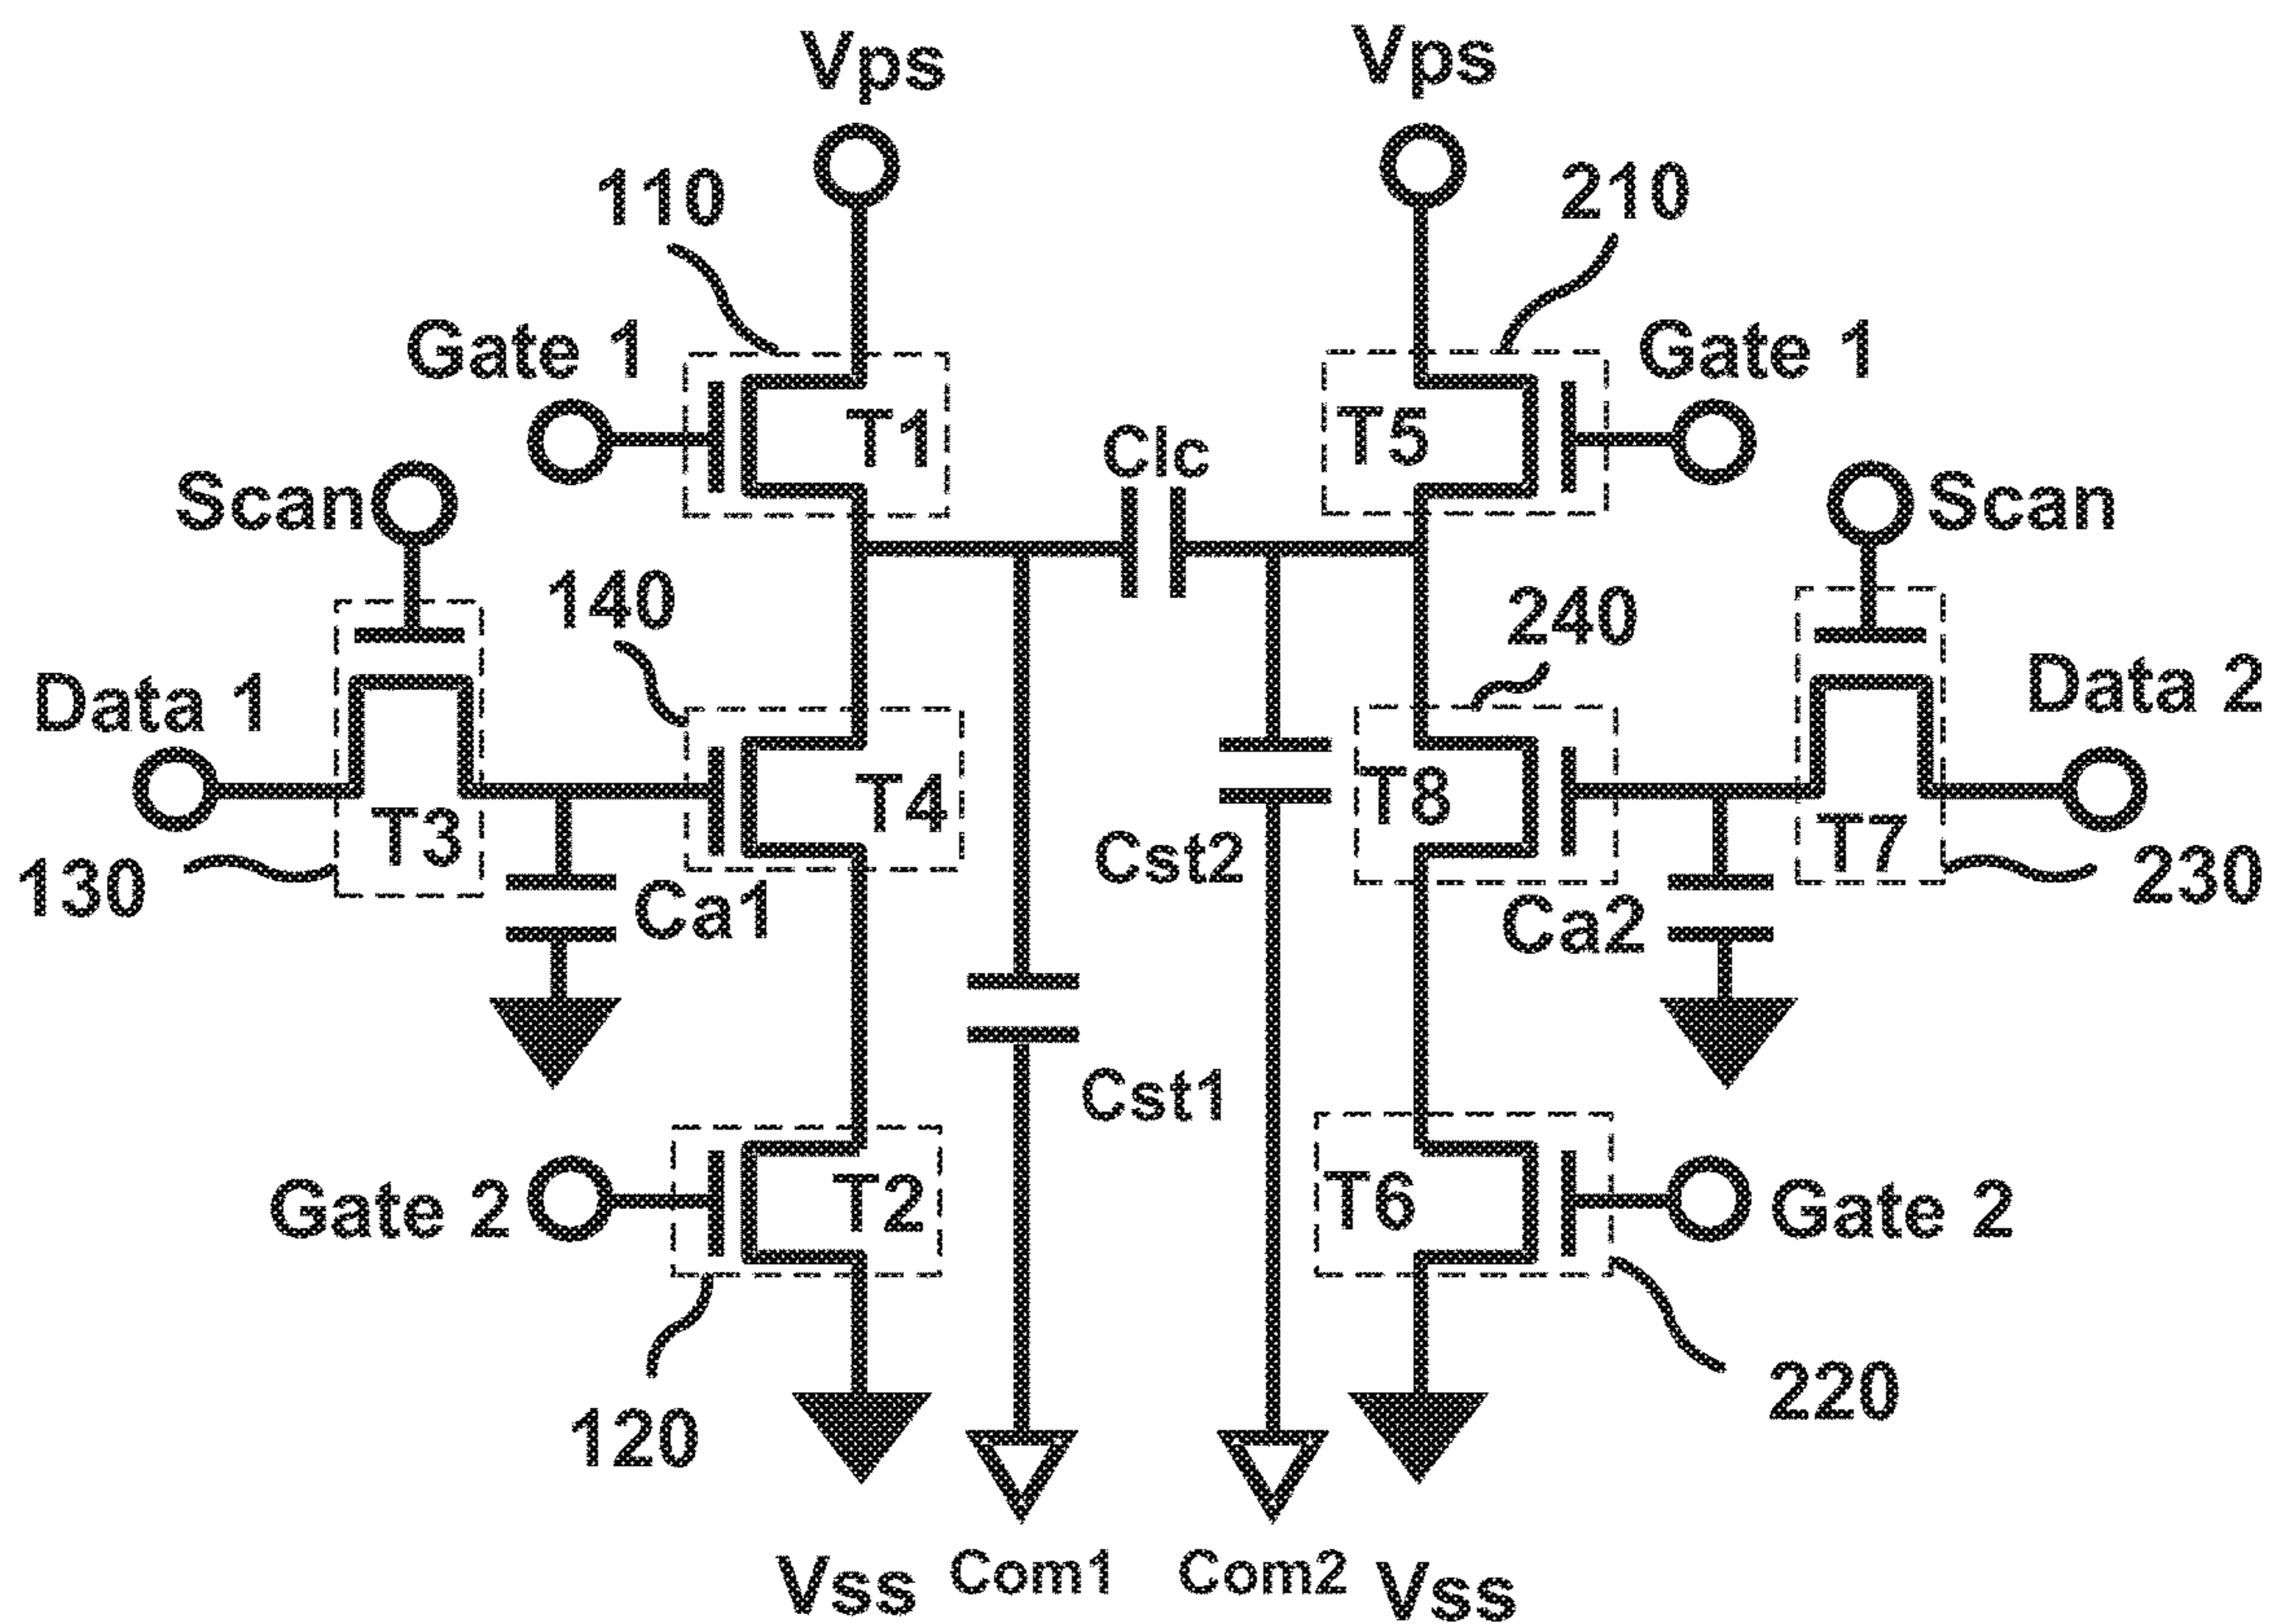 Vps
Vps
110
210
Gate 1
Gate 1
T1
T5
Clc
Scan
Scan
140
240
Data 1
Data 2
T4
T8
T3
T7
Cst2
130
Ca1
Ca2
230
Cst1
Gate 2
T2
T6
Gate 2
120
220
Vss
Com1
Com2
Vss